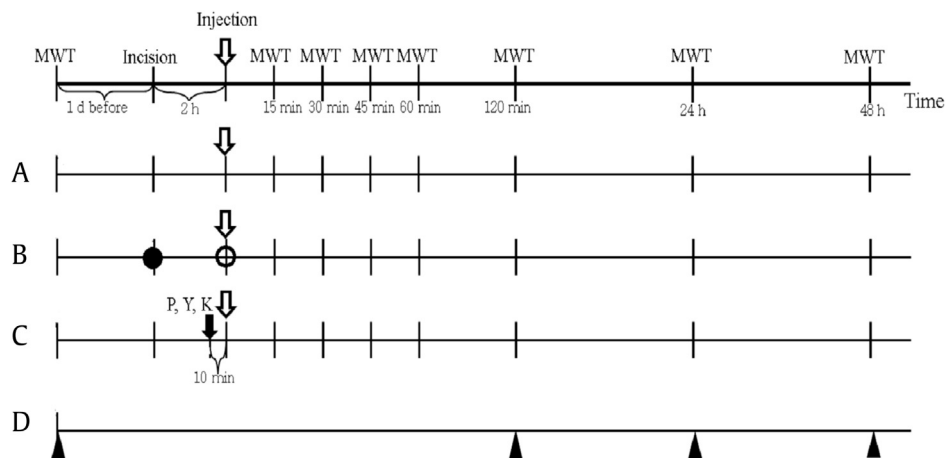 Injection
MWT Incision MWT MWT MWT MWT MWT MWT MWT
1 d before 2 h 15 min 30 min 45 min 60 min 120 min 24 h 48 h Time
A
B
P, Y, K
C
10 min
D